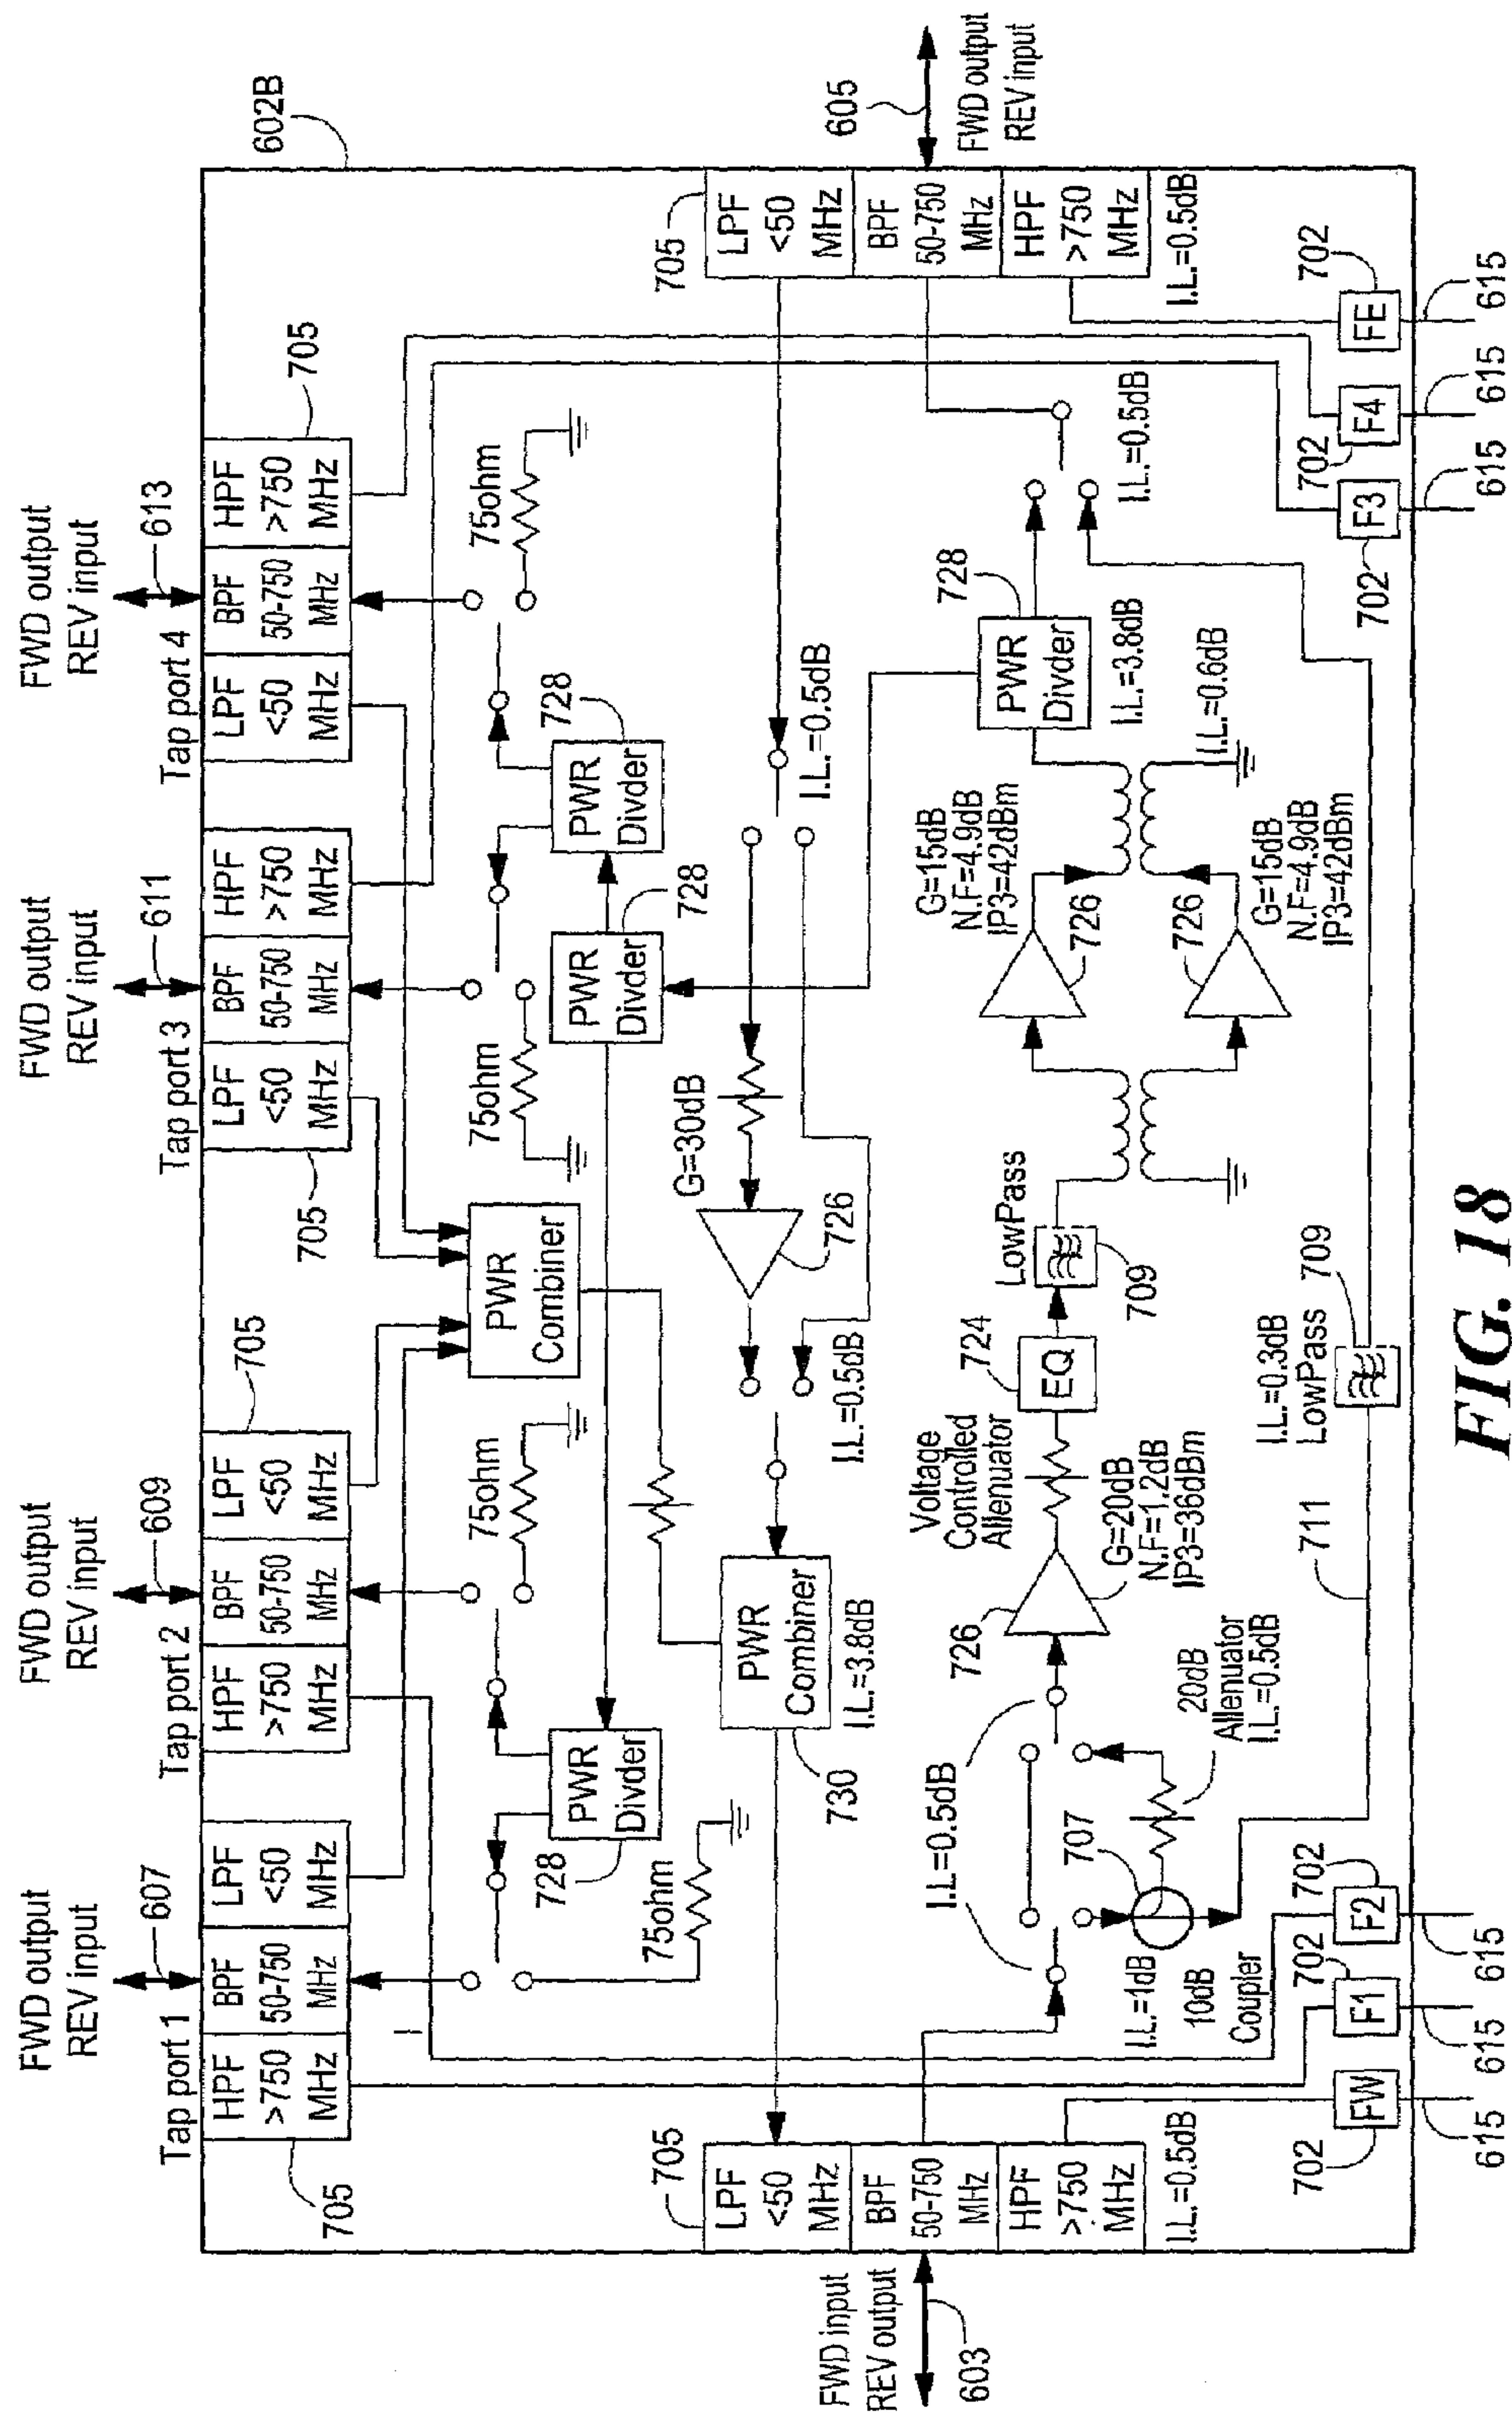 FWD output
REV input
607
Tap port 1
HPF
>750
MHz
BPF
50-750
MHz
LPF
<50
MHz
705
FWD output
REV input
609
Tap port 2
HPF
>750
MHz
BPF
50-750
MHz
LPF
<50
MHz
705
FWD output
REV input
611
Tap port 3
LPF
<50
MHz
BPF
50-750
MHz
HPF
>750
MHz
705
FWD output
REV input
613
Tap port 4
LPF
<50
MHz
BPF
50-750
MHz
HPF
>750
MHz
705
602B
75ohm
75ohm
75ohm
75ohm
PWR
Combiner
PWR
Divder
728
PWR
Divder
728
PWR
Divder
728
705
LPF
<50
MHz
BPF
50-750
MHz
HPF
>750
MHz
I.L.=0.5dB
FWD input
REV output
603
PWR
Combiner
I.L.=3.8dB
730
I.L.=0.5dB
G=30dB
726
I.L.=0.5dB
705
LPF
<50
MHz
BPF
50-750
MHz
HPF
>750
MHz
I.L.=0.5dB
605
FWD output
REV input
I.L.=0.5dB
I.L.=1dB
10dB
Coupler
707
20dB
Allenuator
I.L.=0.5dB
726
G=20dB
N.F=1.2dB
IP3=36dBm
Voltage
Controlled
Allenuator
724
EQ
LowPass
709
G=15dB
N.F=4.9dB
IP3=42dBm
726
726
G=15dB
N.F=4.9dB
IP3=42dBm
I.L.=0.6dB
PWR
Divder
728
I.L.=3.8dB
I.L.=0.5dB
711
I.L.=0.3dB
LowPass
709
702
FW
615
702
F1
615
702
F2
615
702
F3
615
702
F4
615
702
FE
615
FIG. 18